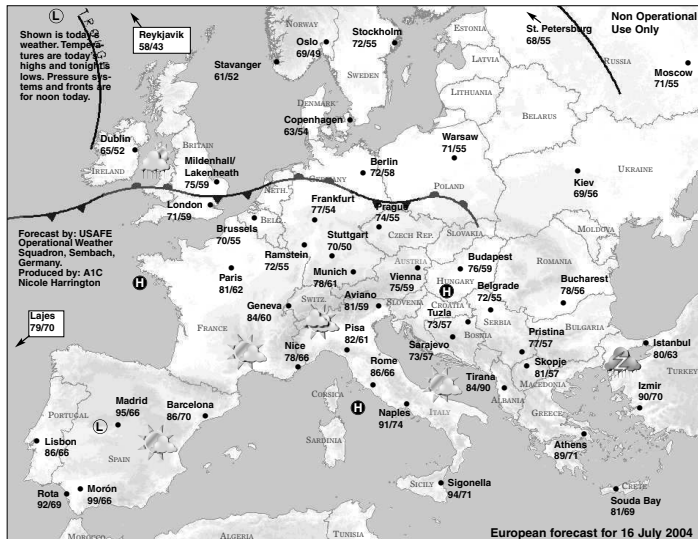 L
TROUGH
Shown is today's
weather. Tempera-
tures are today's
highs and tonight's
lows. Pressure sys-
tems and fronts are
for noon today.
Reykjavik
58/43
NORWAY
Oslo
69/49
Stockholm
72/55
Stavanger
61/52
SWEDEN
ESTONIA
LATVIA
LITHUANIA
St. Petersburg
68/55
Non Operational
Use Only
RUSSIA
Moscow
71/55
DENMARK
Copenhagen
63/54
BELARUS
Dublin
65/52
IRELAND
BRITAIN
Mildenhall/
Lakenheath
75/59
London
71/59
NETH.
GERMANY
Berlin
72/58
Warsaw
71/55
POLAND
UKRAINE
Kiev
69/56
Forecast by: USAFE
Operational Weather
Squadron, Sembach,
Germany.
Produced by: A1C
Nicole Harrington
Brussels
70/55
BELG.
Frankfurt
77/54
Prague
74/55
CZECH REP.
SLOVAKIA
MOLDOVA
Stuttgart
70/50
Ramstein
72/55
Munich
78/61
AUSTRIA
Vienna
75/59
Budapest
76/59
HUNGARY
ROMANIA
H
Paris
81/62
FRANCE
Geneva
84/60
SWITZ.
Aviano
81/59
SLOVENIA
H
CROATIA
Belgrade
72/55
Bucharest
78/56
Lajes
79/70
Tuzla
73/57
BOSNIA
SERBIA
BULGARIA
Pisa
82/61
Sarajevo
73/57
Pristina
77/57
Skopje
81/57
Istanbul
80/63
TURKEY
Nice
78/66
Rome
86/66
Tirana
84/90
ALBANIA
MACEDONIA
Izmir
90/70
CORSICA
H
Naples
91/74
ITALY
GREECE
PORTUGAL
Madrid
95/66
L
Barcelona
86/70
SARDINIA
Lisbon
86/66
SPAIN
Athens
89/71
Rota
92/69
Morón
99/66
SICILY
Sigonella
94/71
CRETE
Souda Bay
81/69
MOROCCO
ALGERIA
TUNISIA
European forecast for 16 July 2004